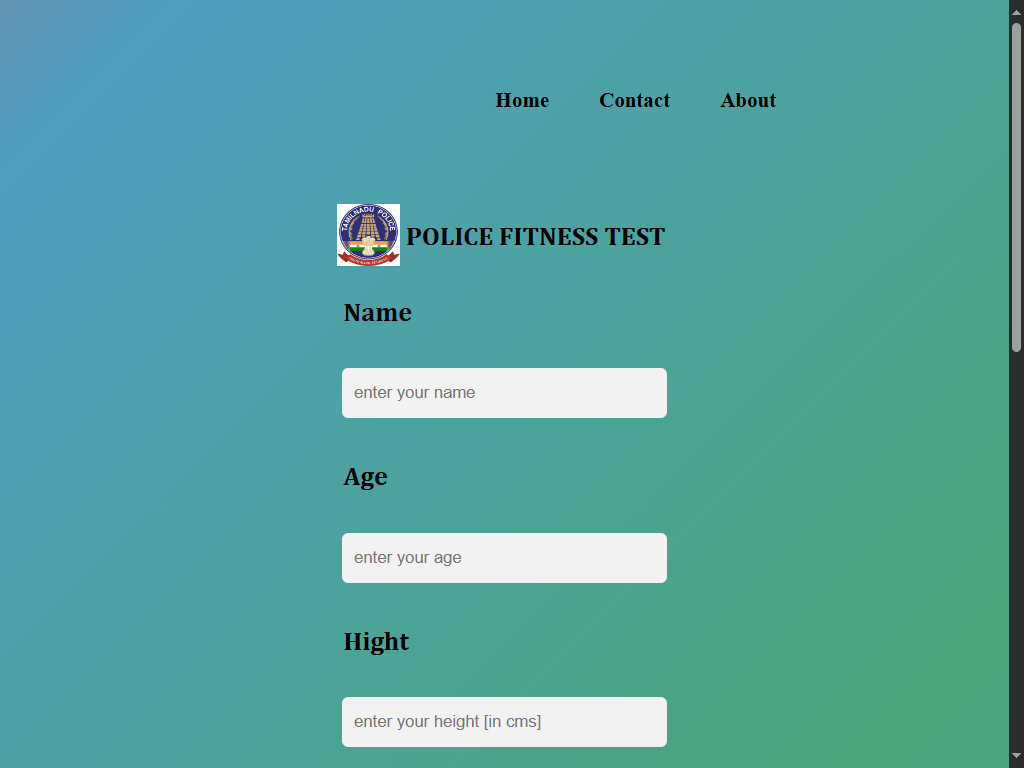 Home Contact About
TAMILNADU POLICE
POLICE FITNESS TEST
Name
enter your name
Age
enter your age
Hight
enter your height [in cms]